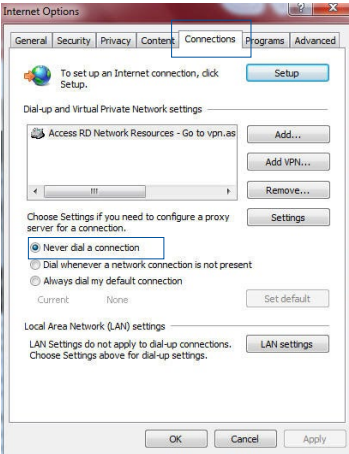 Internet Options
General Security Privacy Content Connections Programs Advanced
To set up an Internet connection, click
Setup.
Setup
Dial-up and Virtual Private Network settings
Access RD Network Resources - Go to vpn.as
Add...
Add VPN...
Remove...
Choose Settings if you need to configure a proxy
server for a connection.
Settings
Never dial a connection
Dial whenever a network connection is not present
Always dial my default connection
Current None
Set default
Local Area Network (LAN) settings
LAN Settings do not apply to dial-up connections.
Choose Settings above for dial-up settings.
LAN settings
OK Cancel Apply